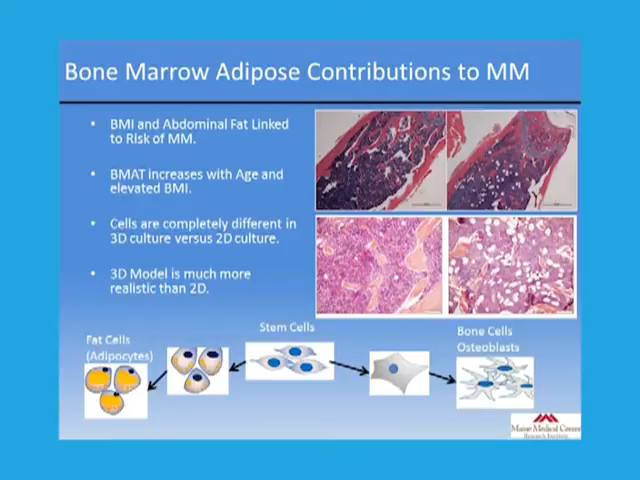 Bone Marrow Adipose Contributions to MM
• BMI and Abdominal Fat Linked
to Risk of MM.
• BMAT increases with Age and
elevated BMI.
• Cells are completely different in
3D culture versus 2D culture.
• 3D Model is much more
realistic than 2D.
Stem Cells
Fat Cells
(Adipocytes)
Bone Cells
Osteoblasts
Maine Medical Center
Research Institute